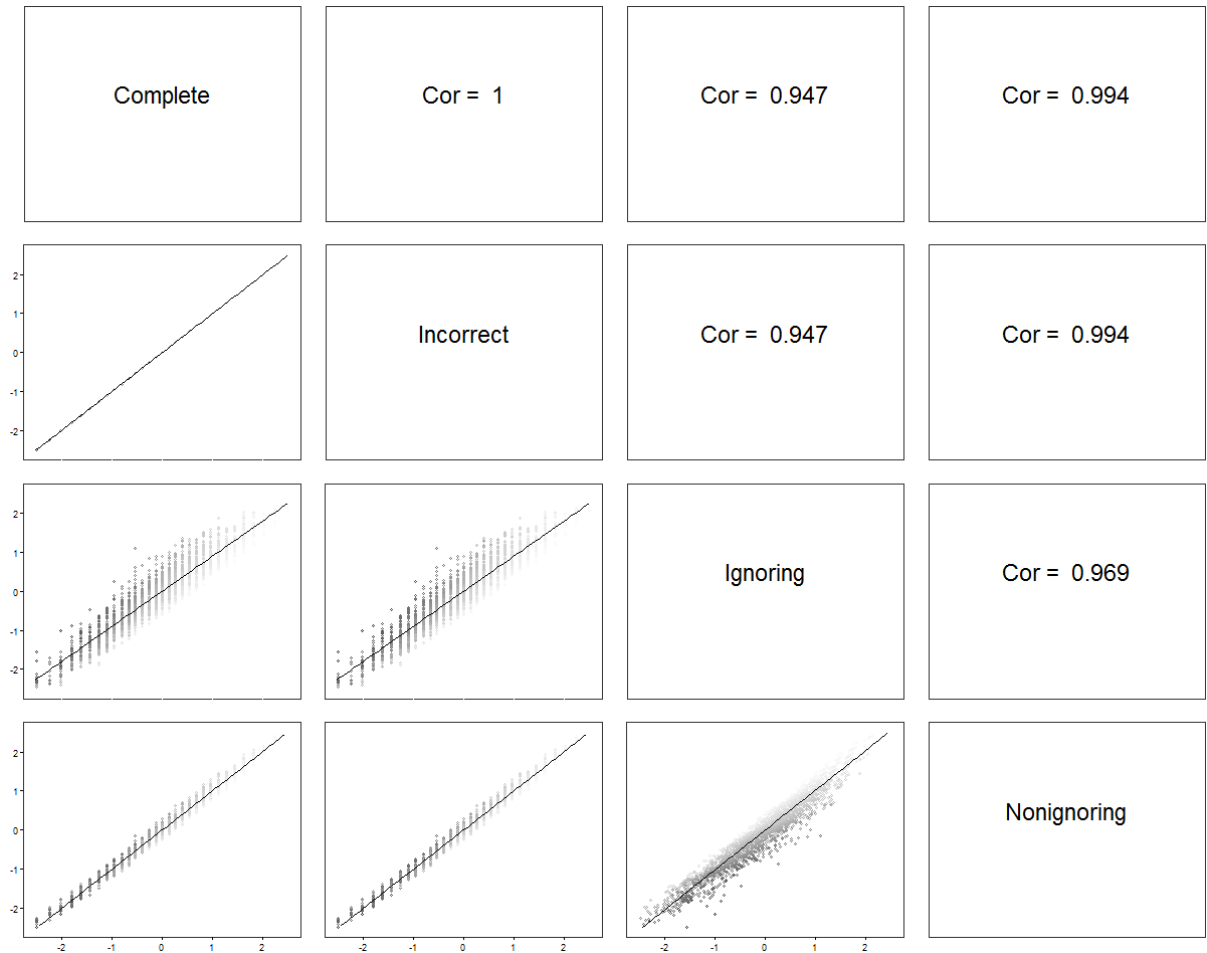 Complete
Cor = 1
Cor = 0.947
Cor = 0.994
2
1
0
-1
-2
Incorrect
Cor = 0.947
Cor = 0.994
2
1
0
-1
-2
Ignoring
Cor = 0.969
2
1
0
-1
-2
Nonignoring
-2 -1 0 1 2 -2 -1 0 1 2 -2 -1 0 1 2